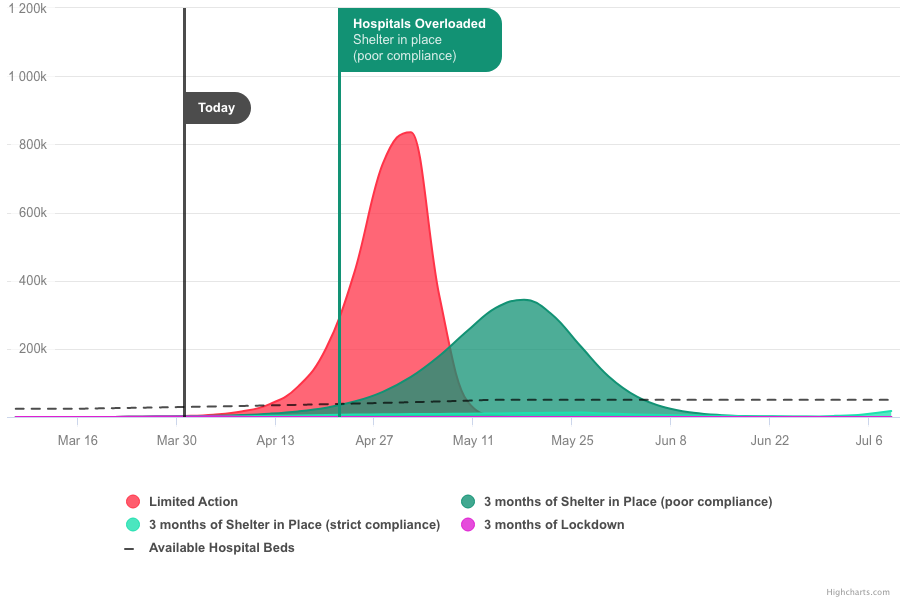 1 200k
Hospitals Overloaded
Shelter in place
(poor compliance)
1 000k
Today
800k
600k
400k
200k
Mar 16 Mar 30 Apr 13 Apr 27 May 11 May 25 Jun 8 Jun 22 Jul 6
Limited Action 3 months of Shelter in Place (poor compliance)
3 months of Shelter in Place (strict compliance) 3 months of Lockdown
Available Hospital Beds
Highcharts.com